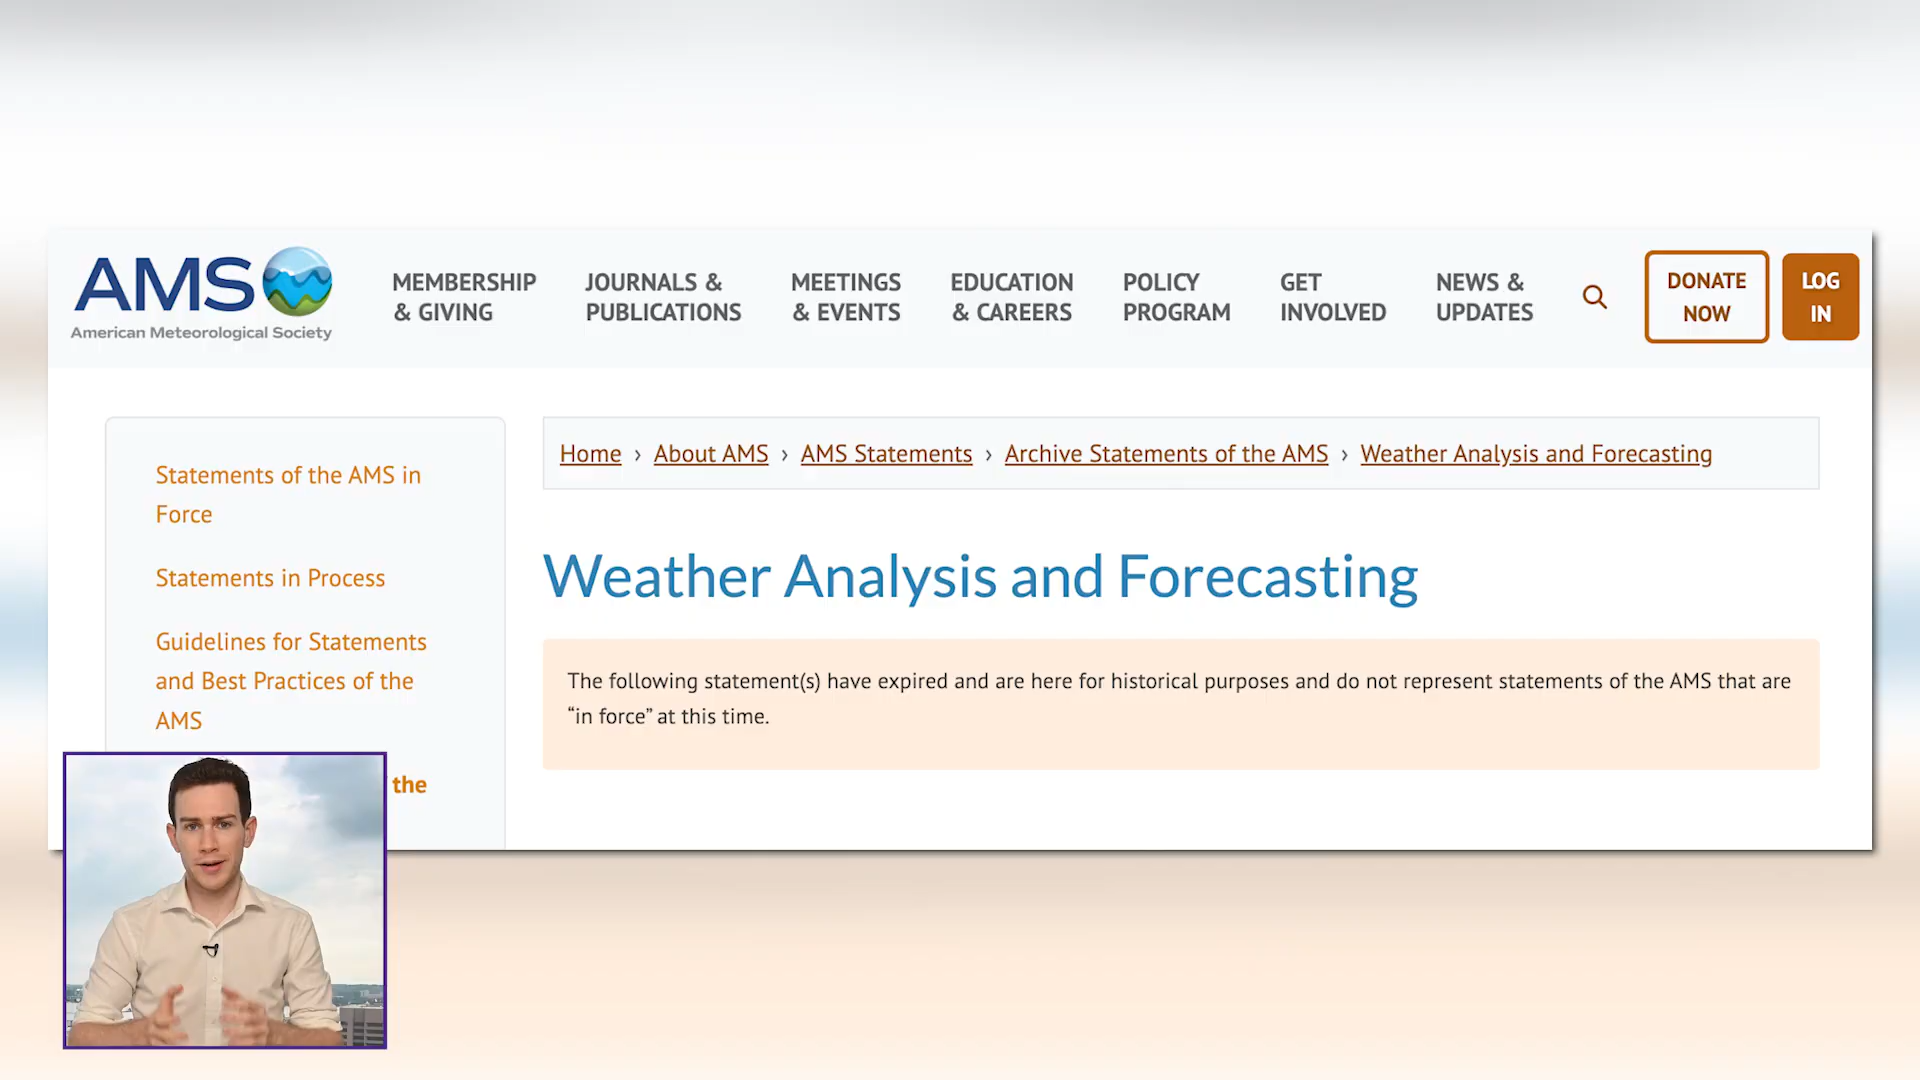 AMS
American Meteorological Society
MEMBERSHIP
& GIVING
JOURNALS &
PUBLICATIONS
MEETINGS
& EVENTS
EDUCATION
& CAREERS
POLICY
PROGRAM
GET
INVOLVED
NEWS &
UPDATES
DONATE
NOW
LOG
IN
Statements of the AMS in
Force
Statements in Process
Guidelines for Statements
and Best Practices of the
AMS
the
Home › About AMS › AMS Statements › Archive Statements of the AMS › Weather Analysis and Forecasting
Weather Analysis and Forecasting
The following statement(s) have expired and are here for historical purposes and do not represent statements of the AMS that are
“in force” at this time.